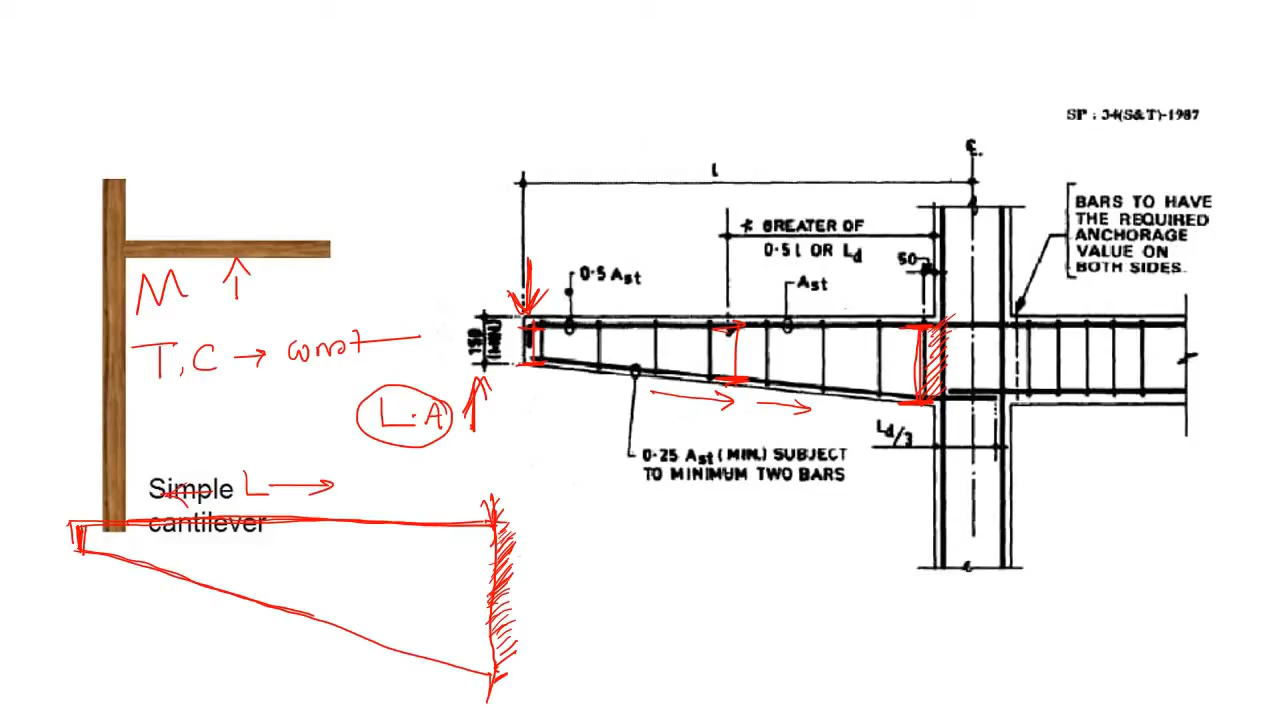 SP : 34(S&T)-1987
℄.
l
BARS TO HAVE
THE REQUIRED
ANCHORAGE
VALUE ON
BOTH SIDES.
* GREATER OF
0·5 l OR Ld
50
0·5 Ast
Ast
M ↑
150
(MIN.)
T, C → const
L·A
Ld/3
0·25 Ast (MIN.) SUBJECT
TO MINIMUM TWO BARS
Simple L →
cantilever